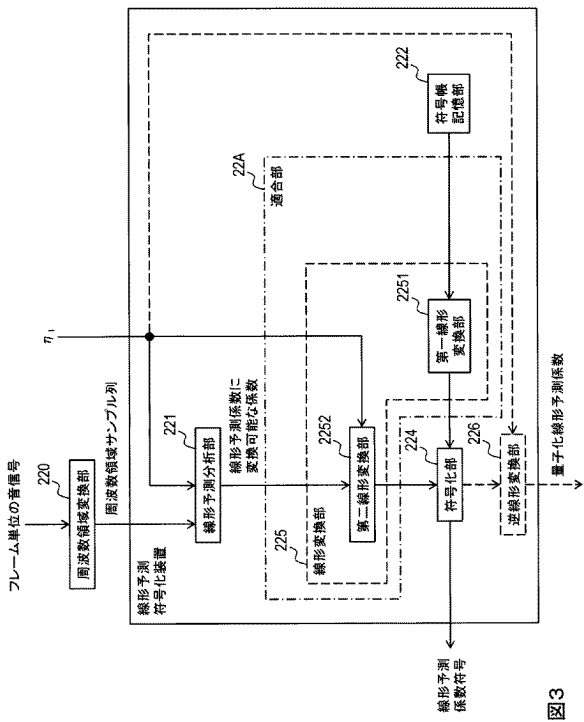 フレーム単位の音信号
220
周波数領域変換部
周波数領域サンプル列
η₁
線形予測
符号化装置
221
線形予測分析部
線形予測係数に
変換可能な係数
22A
適合部
222
符号帳
記憶部
225
線形変換部
2252
第二線形変換部
2251
第一線形
変換部
224
符号化部
226
逆線形変換部
線形予測
係数符号
量子化線形予測係数
図3